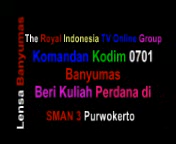 Lensa Banyumas
The Royal Indonesia TV Online Group
Komandan Kodim 0701
Banyumas
Beri Kuliah Perdana di
SMAN 3 Purwokerto